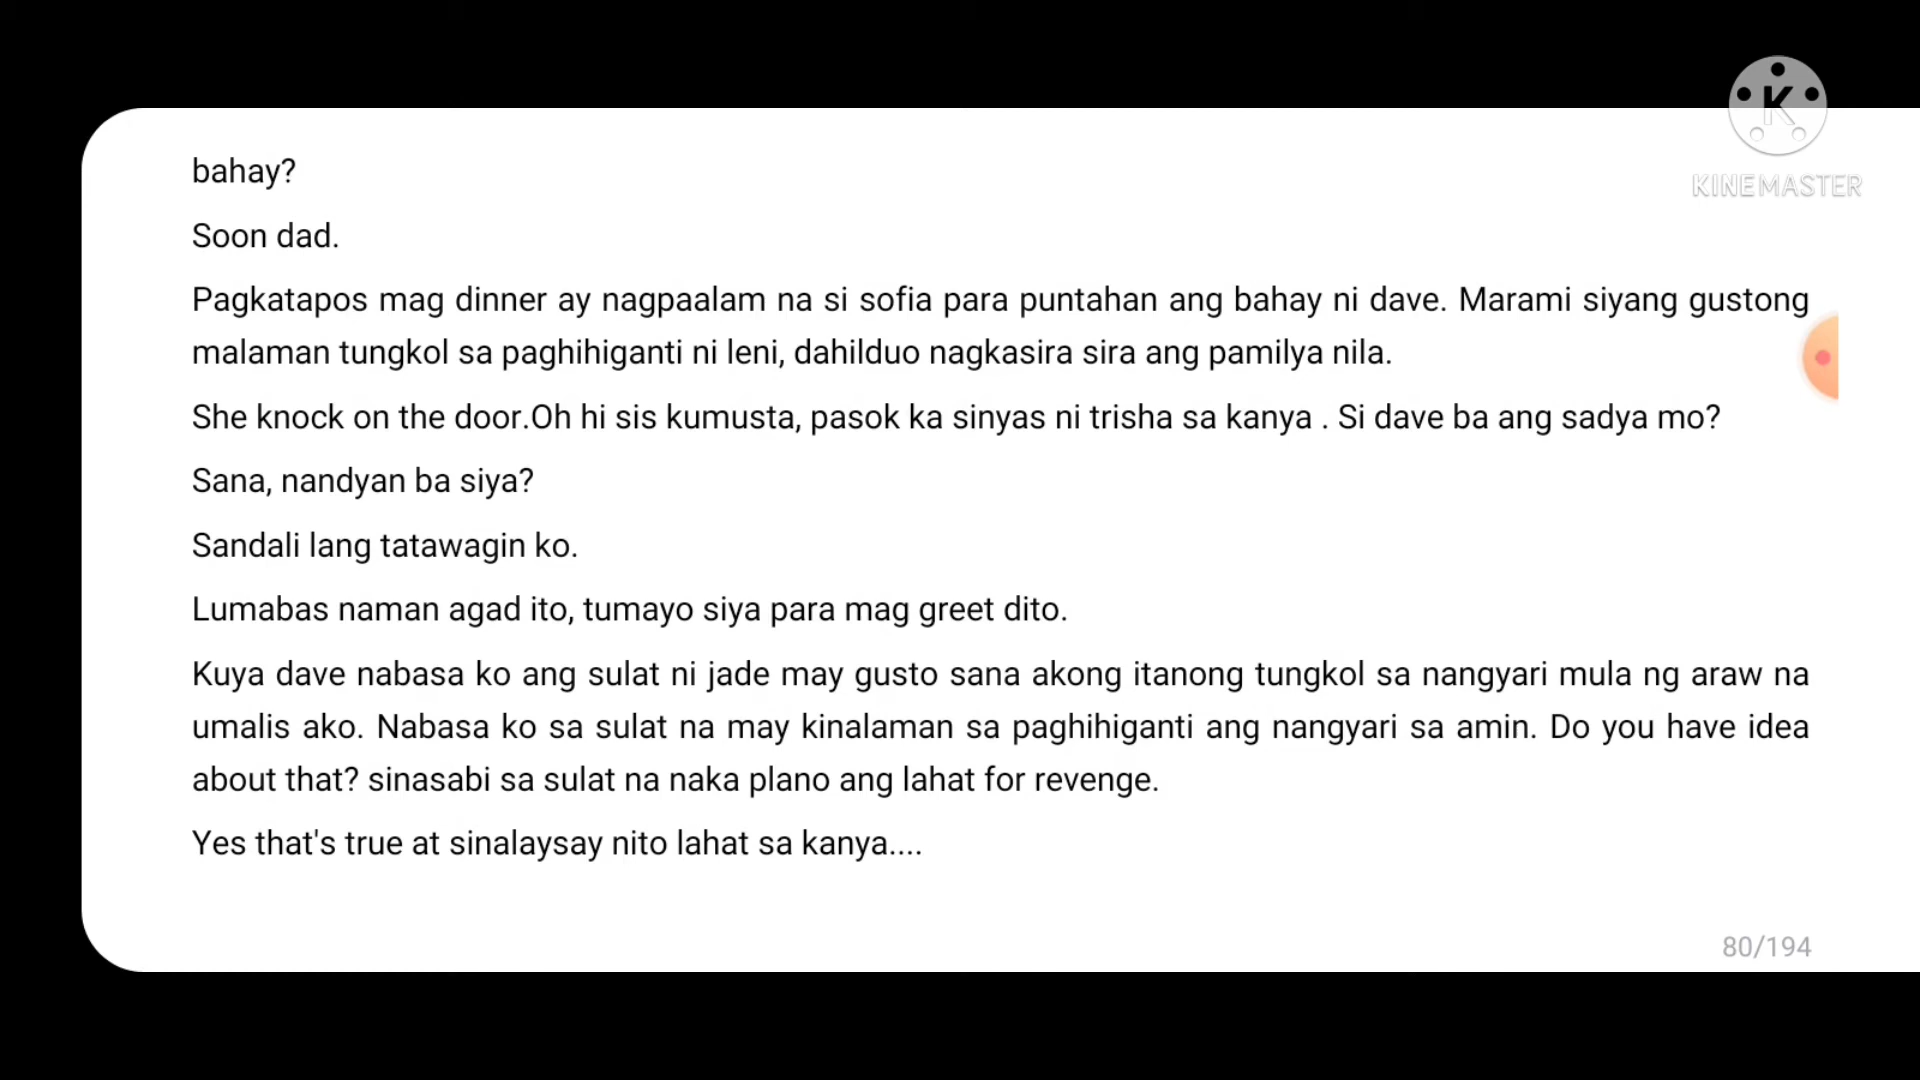 K
KINEMASTER
bahay?
Soon dad.
Pagkatapos mag dinner ay nagpaalam na si sofia para puntahan ang bahay ni dave. Marami siyang gustong
malaman tungkol sa paghihiganti ni leni, dahilduo nagkasira sira ang pamilya nila.
She knock on the door.Oh hi sis kumusta, pasok ka sinyas ni trisha sa kanya . Si dave ba ang sadya mo?
Sana, nandyan ba siya?
Sandali lang tatawagin ko.
Lumabas naman agad ito, tumayo siya para mag greet dito.
Kuya dave nabasa ko ang sulat ni jade may gusto sana akong itanong tungkol sa nangyari mula ng araw na
umalis ako. Nabasa ko sa sulat na may kinalaman sa paghihiganti ang nangyari sa amin. Do you have idea
about that? sinasabi sa sulat na naka plano ang lahat for revenge.
Yes that's true at sinalaysay nito lahat sa kanya....
80/194